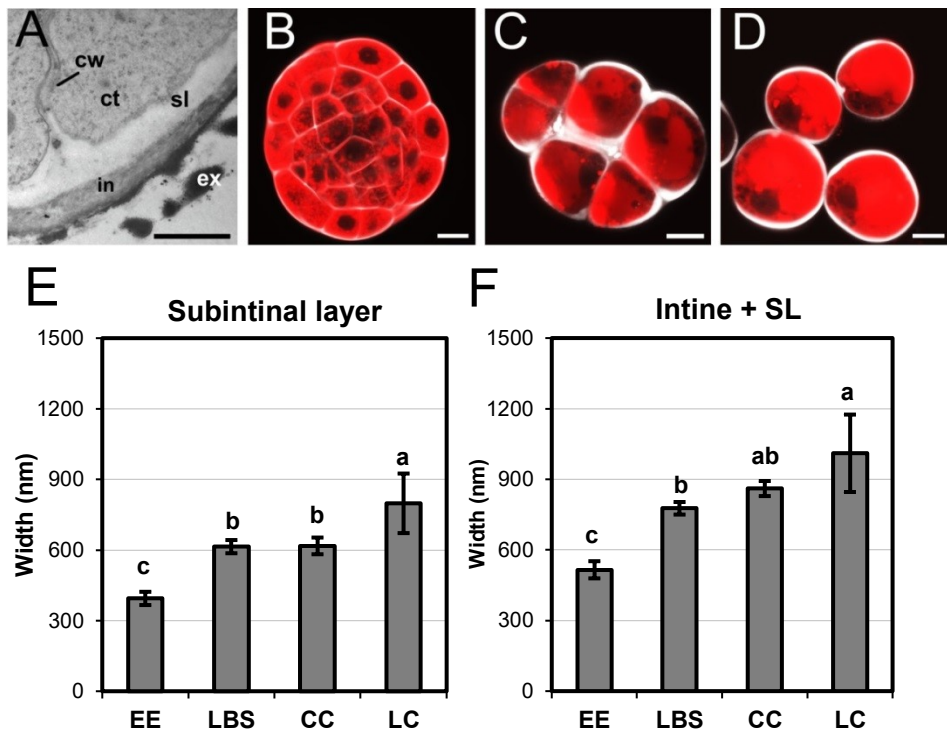 A
B
C
D
cw
ct
sl
in
ex
E
F
Subintinal layer
Intine + SL
1500
1200
900
600
300
0
Width (nm)
c
b
b
a
EE LBS CC LC
1500
1200
900
600
300
0
Width (nm)
c
b
ab
a
EE LBS CC LC